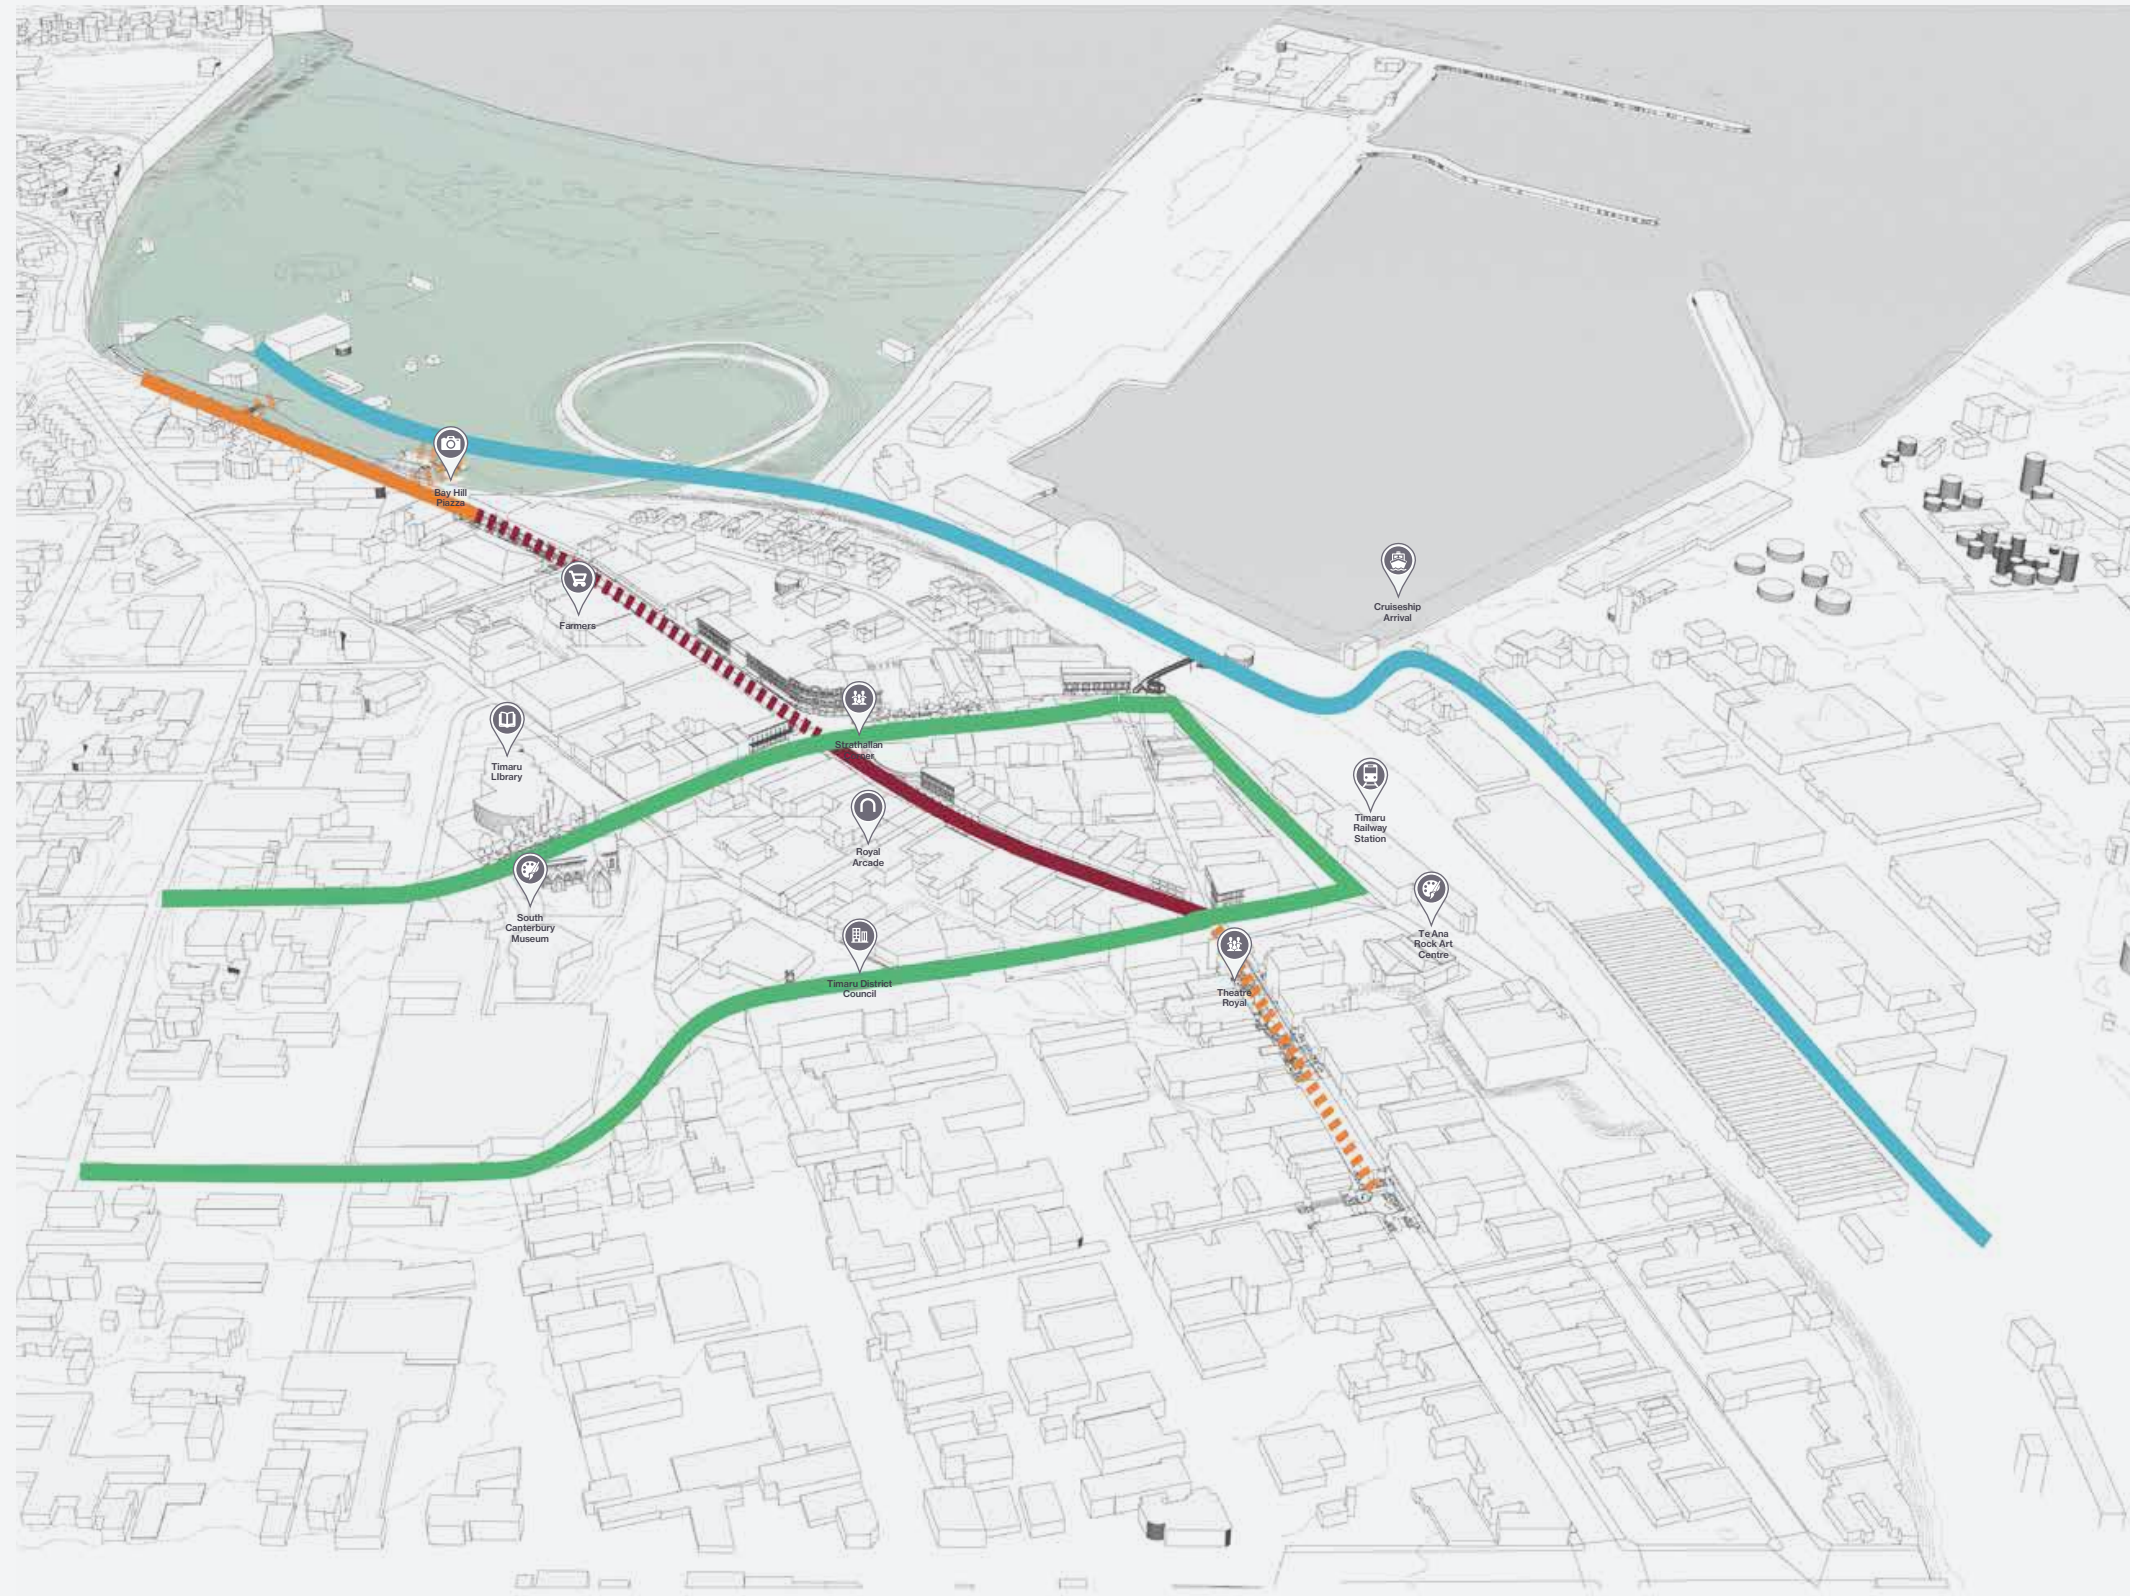 Bay Hill
Piazza
Farmers
Cruiseship
Arrival
Strathallan
Timaru
LIbrary
Timaru
Railway
Station
Royal
Arcade
South
Canterbury
Museum
Te Ana
Rock Art
Centre
Timaru District
Council
Theatre
Royal